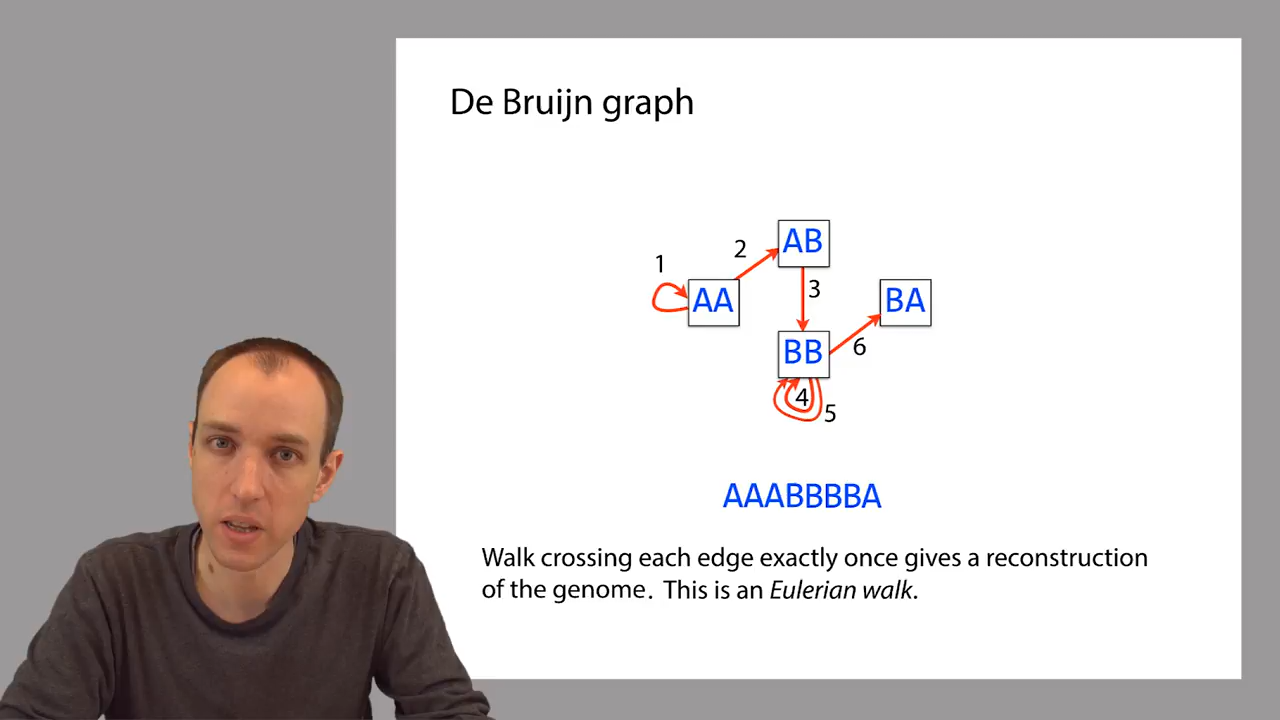 De Bruijn graph
AB
2
1
3
AA
BA
BB
6
4
5
AAABBBBA
Walk crossing each edge exactly once gives a reconstruction
of the genome. This is an Eulerian walk.